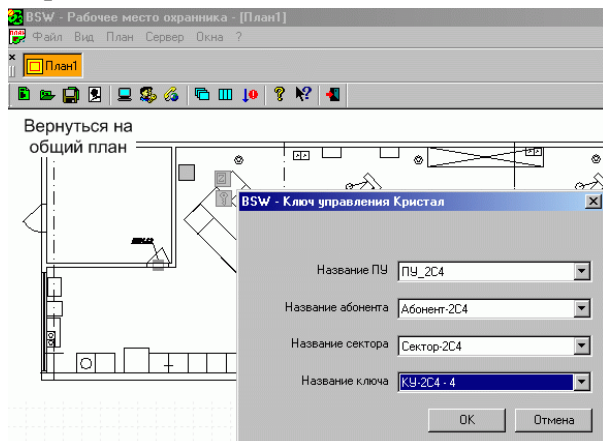 BSW - Рабочее место охранника - [План1]
Файл Вид План Сервер Окна ?
План1
Вернуться на
общий план
BSW - Ключ управления Кристал
Название ПУ ПУ_2С4
Название абонента Абонент-2С4
Название сектора Сектор-2С4
Название ключа КУ-2С4 - 4
OK Отмена